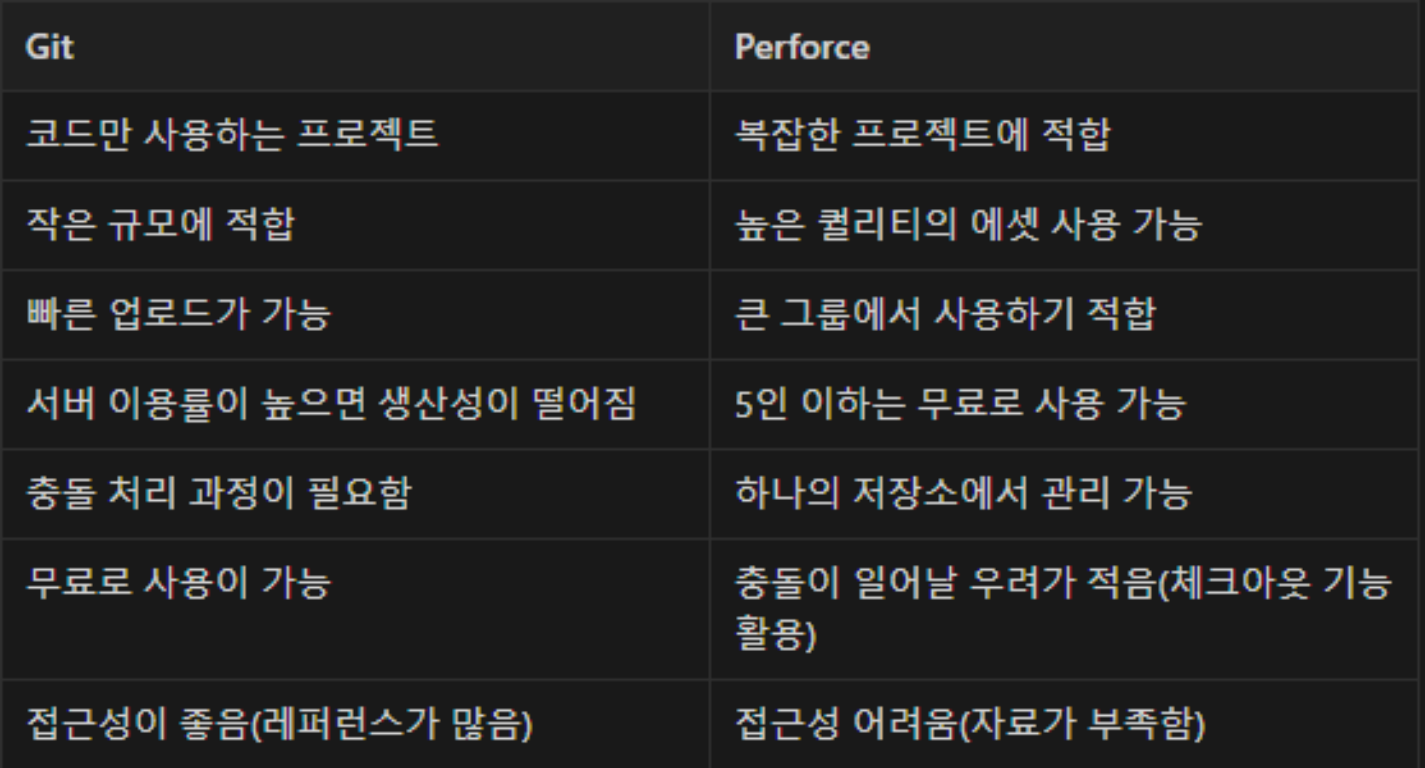 Git
Perforce
코드만 사용하는 프로젝트
복잡한 프로젝트에 적합
작은 규모에 적합
높은 퀄리티의 에셋 사용 가능
빠른 업로드가 가능
큰 그룹에서 사용하기 적합
서버 이용률이 높으면 생산성이 떨어짐
5인 이하는 무료로 사용 가능
충돌 처리 과정이 필요함
하나의 저장소에서 관리 가능
무료로 사용이 가능
충돌이 일어날 우려가 적음(체크아웃 기능
활용)
접근성이 좋음(레퍼런스가 많음)
접근성 어려움(자료가 부족함)